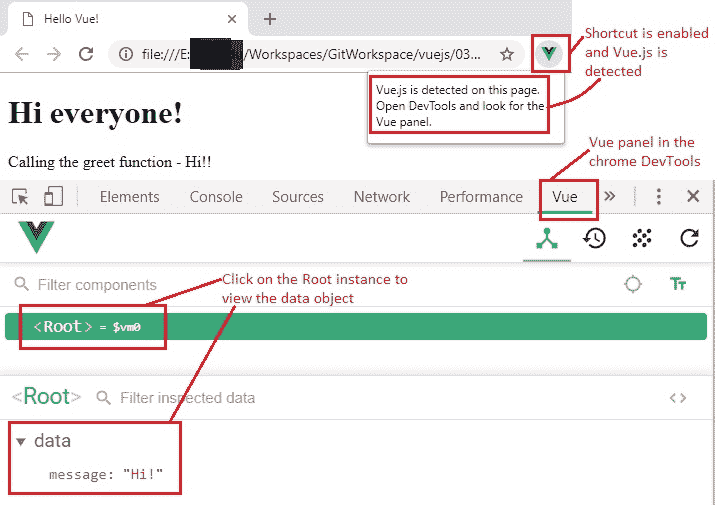 Hello Vue!
file:///E: /Workspaces/GitWorkspace/vuejs/03...
Shortcut is enabled
and Vue.js is
detected
Vue.js is detected on this page.
Open DevTools and look for the
Vue panel.
Hi everyone!
Calling the greet function - Hi!!
Vue panel in the
chrome DevTools
Elements Console Sources Network Performance Vue »
Filter components
Click on the Root instance to
view the data object
<Root> = $vm0
<Root> Filter inspected data
data
message: "Hi!"